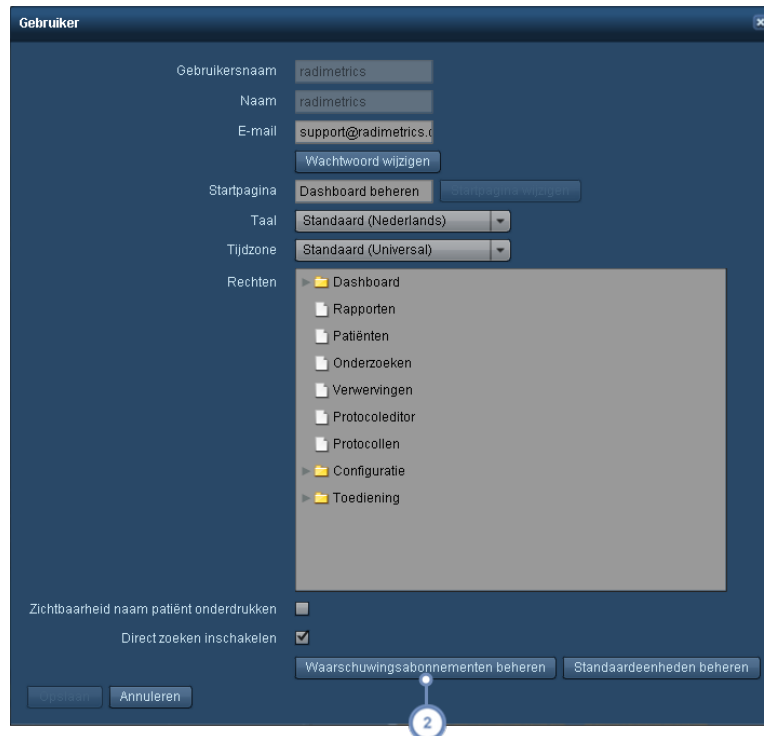 Gebruiker
Gebruikersnaam radimetrics
Naam radimetrics
E-mail support@radimetrics.c
Wachtwoord wijzigen
Startpagina Dashboard beheren Startpagina wijzigen
Taal Standaard (Nederlands)
Tijdzone Standaard (Universal)
Rechten Dashboard
Rapporten
Patiënten
Onderzoeken
Verwervingen
Protocoleditor
Protocollen
Configuratie
Toediening
Zichtbaarheid naam patiënt onderdrukken
Direct zoeken inschakelen
Waarschuwingsabonnementen beheren Standaardeenheden beheren
Opslaan Annuleren
2